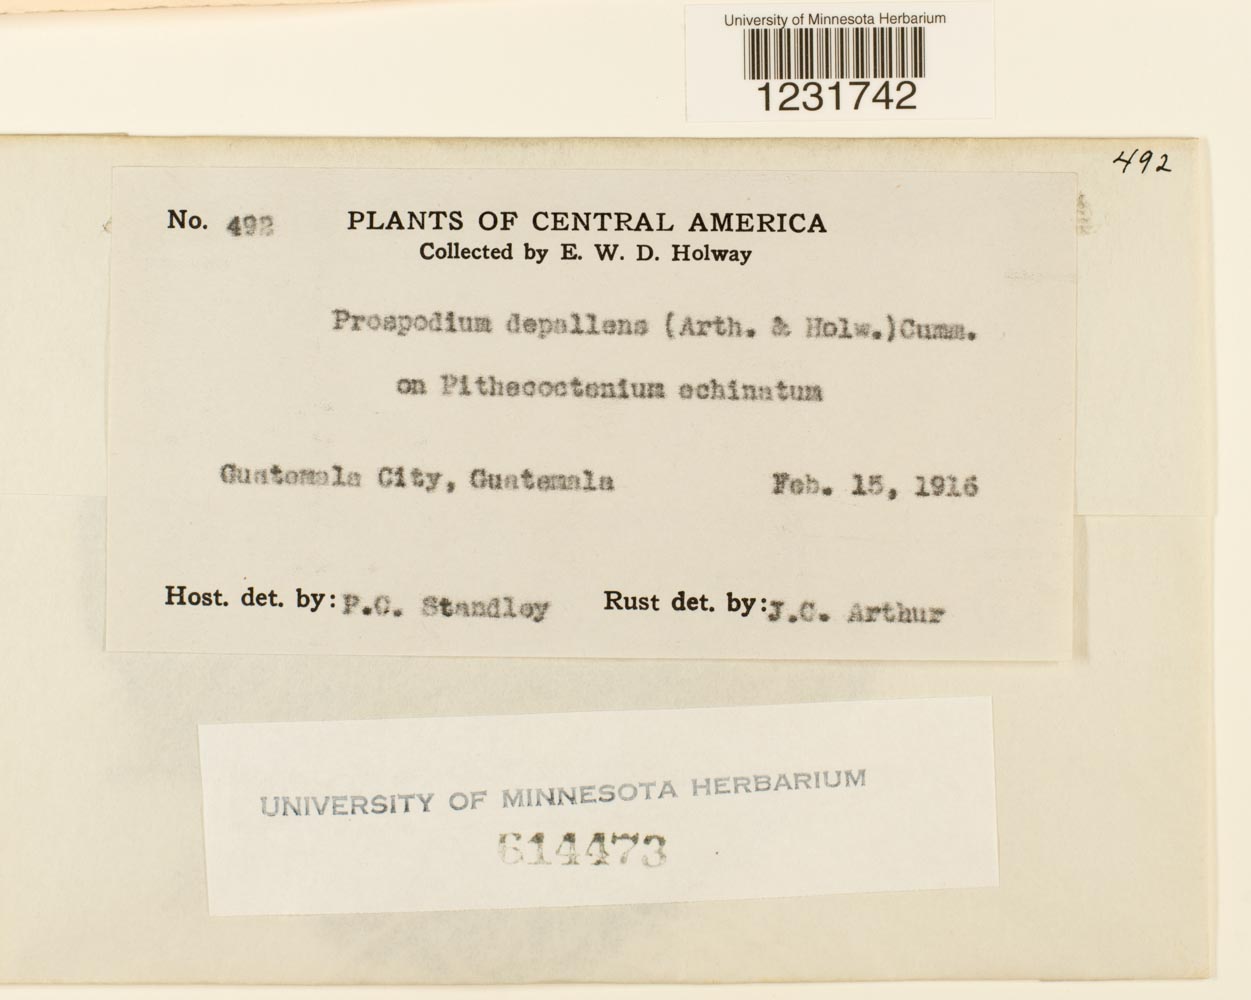 University of Minnesota Herbarium
1231742
492
No. 492
PLANTS OF CENTRAL AMERICA
Collected by E. W. D. Holway
Prospodium depallens (Arth. & Holw.)Cumm.
on Pithecoctenium echinatum
Guatemala City, Guatemala Feb. 15, 1916
Host. det. by: P.C. Standley Rust det. by: J.C. Arthur
UNIVERSITY OF MINNESOTA HERBARIUM
614473